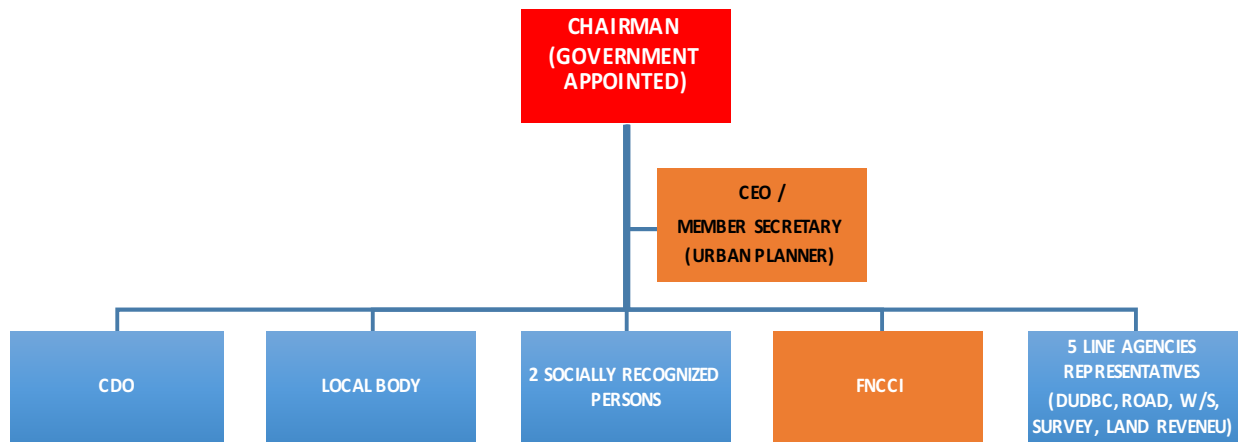 CHAIRMAN
(GOVERNMENT
APPOINTED)
CEO /
MEMBER SECRETARY
(URBAN PLANNER)
CDO
LOCAL BODY
2 SOCIALLY RECOGNIZED
PERSONS
FNCCI
5 LINE AGENCIES
REPRESENTATIVES
( DUDBC, ROAD, W/S,
SURVEY, LAND REVENEU)